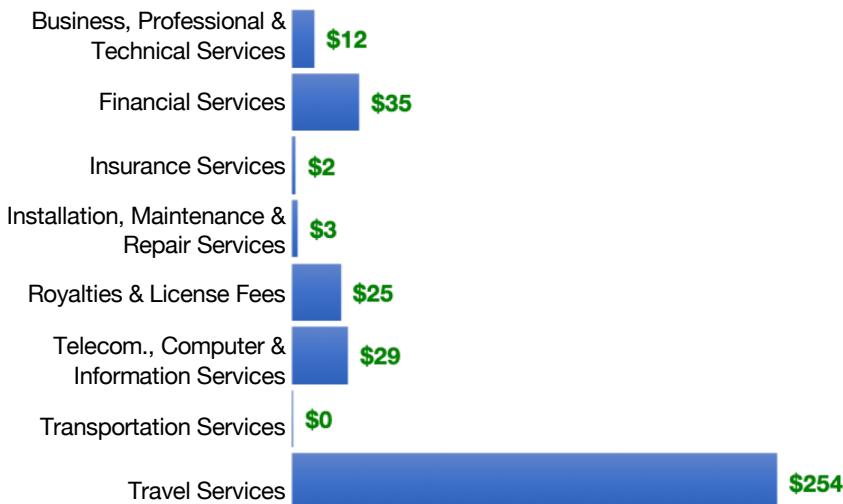 Business, Professional &
Technical Services
$12
Financial Services
$35
Insurance Services
$2
Installation, Maintenance &
Repair Services
$3
Royalties & License Fees
$25
Telecom., Computer &
Information Services
$29
Transportation Services
$0
Travel Services
$254